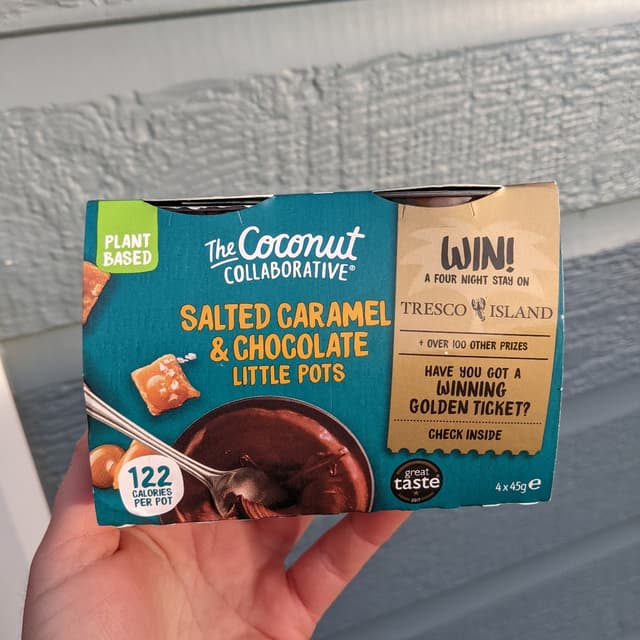 PLANT
BASED
The Coconut
COLLABORATIVE®
SALTED CARAMEL
& CHOCOLATE
LITTLE POTS
122
CALORIES
PER POT
WIN!
A FOUR NIGHT STAY ON
TRESCO ISLAND
+ OVER 100 OTHER PRIZES
HAVE YOU GOT A
WINNING
GOLDEN TICKET?
CHECK INSIDE
great
taste
4 x 45g e